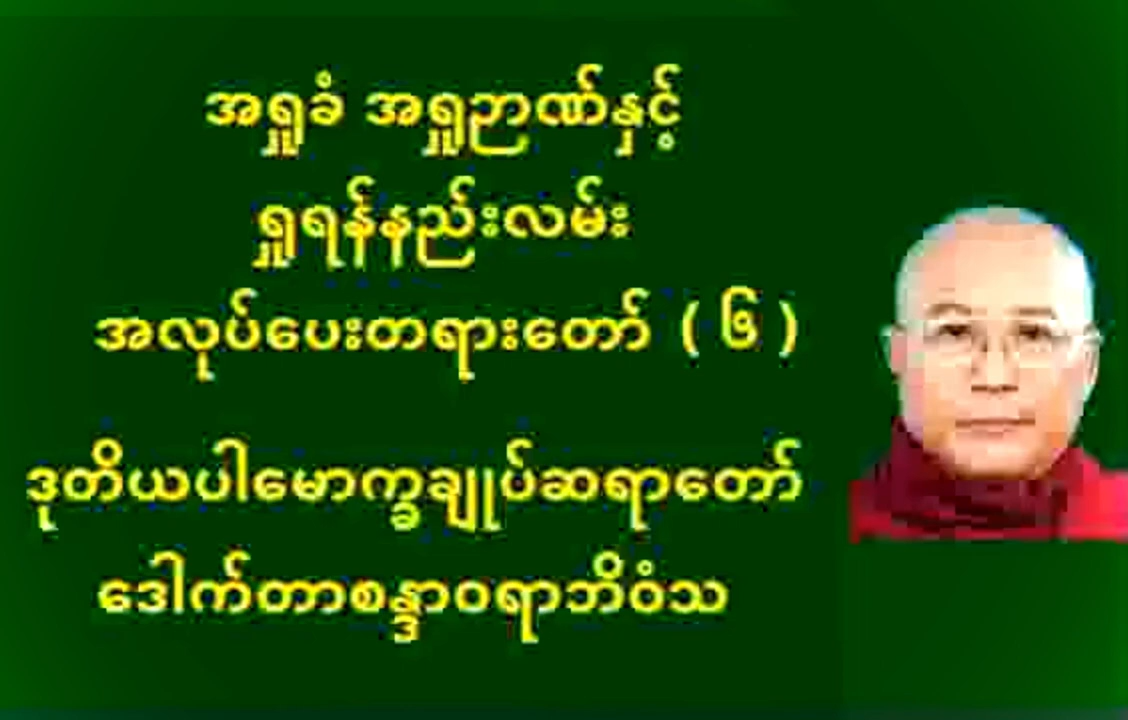 အရှုခံ အရှုဉာဏ်နှင့်
ရှုရန်နည်းလမ်း
အလုပ်ပေးတရားတော် ( ၆ )
ဒုတိယပါမောက္ခချျုပ်ဆရာတော်
ဒေါက်တာစန္ဒာဝရာဘိဝံသ